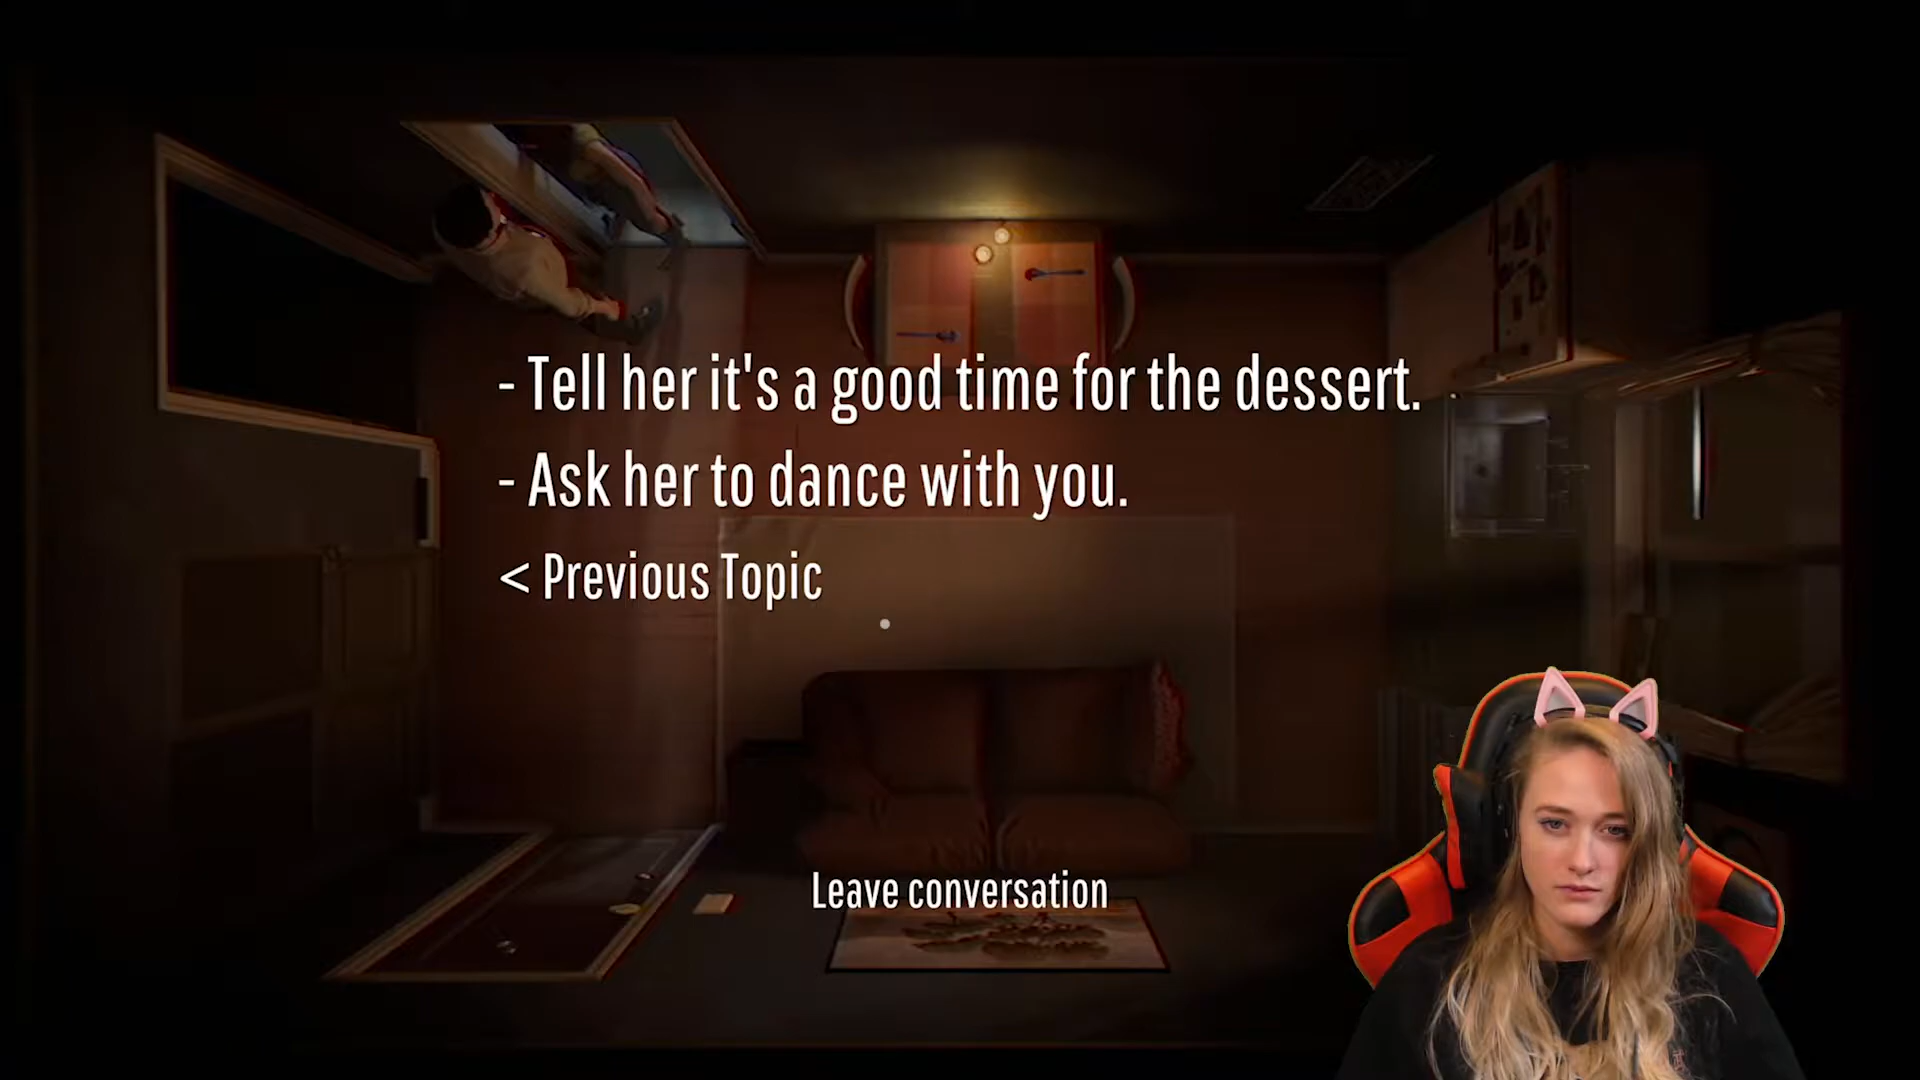 - Tell her it's a good time for the dessert.
- Ask her to dance with you.
< Previous Topic
Leave conversation